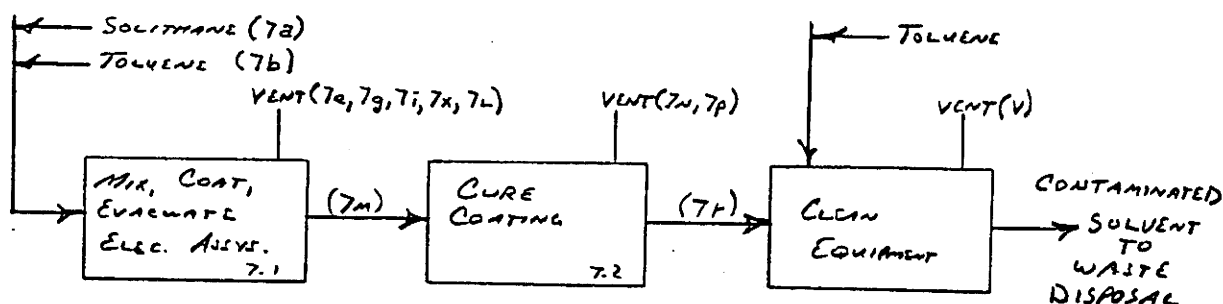 SOLITHANE (7a)
TOLUENE (7b)
TOLUENE
VENT(7e, 7g, 7i, 7x, 7L)
VENT(7N, 7p)
VENT(V)
MIX, COAT,
EVACUATE
ELEC. ASSYS.
7.1
(7m)
CURE
COATING
7.2
(7r)
CLEAN
EQUIPMENT
CONTAMINATED
SOLVENT
TO
WASTE
DISPOSAL